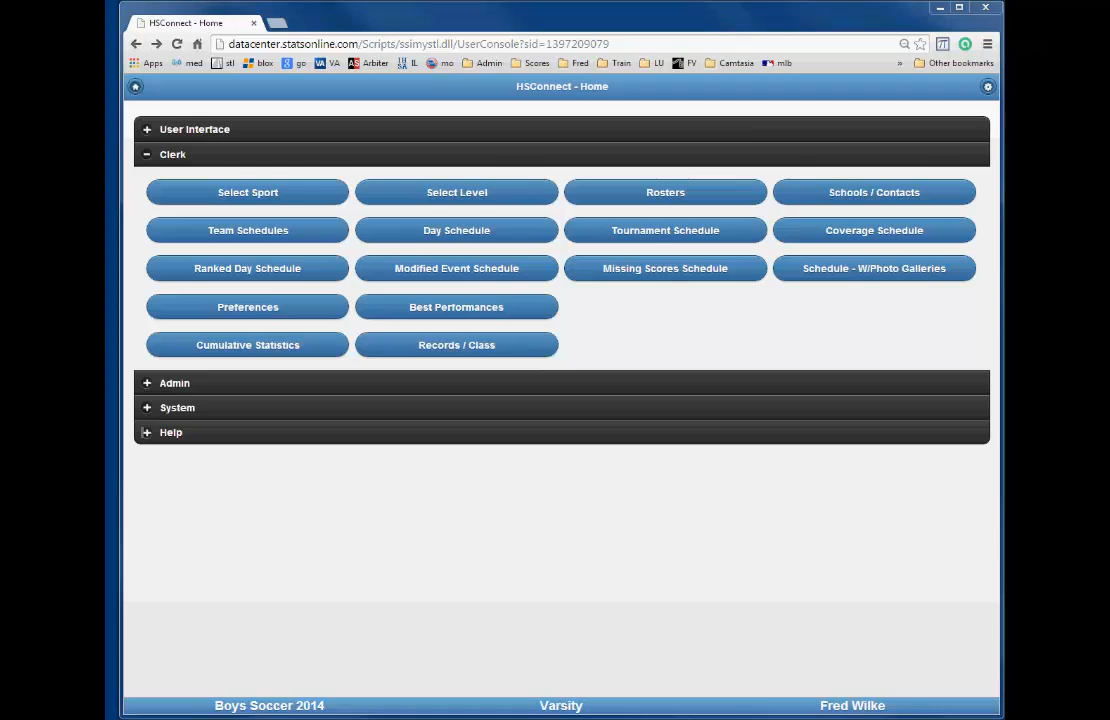 HSConnect - Home
datacenter.statsonline.com/Scripts/ssimystl.dll/UserConsole?sid=1397209079
Apps med stl blox go VA VA AS Arbiter IH SA IL mo Admin Scores Fred Train LU FV Camtasia mlb » Other bookmarks
HSConnect - Home
User Interface
Clerk
Select Sport Select Level Rosters Schools / Contacts
Team Schedules Day Schedule Tournament Schedule Coverage Schedule
Ranked Day Schedule Modified Event Schedule Missing Scores Schedule Schedule - W/Photo Galleries
Preferences Best Performances
Cumulative Statistics Records / Class
Admin
System
Help
Boys Soccer 2014 Varsity Fred Wilke